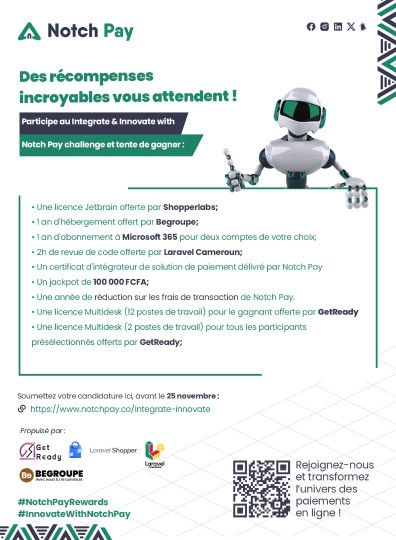 Notch Pay
Des récompenses
incroyables vous attendent !
Participe au Integrate & Innovate with
Notch Pay challenge et tente de gagner :
• Une licence Jetbrain offerte par Shopperlabs;
• 1 an d'hébergement offert par Begroupe;
• 1 an d'abonnement à Microsoft 365 pour deux comptes de votre choix;
• 2h de revue de code offerte par Laravel Cameroun;
• Un certificat d'intégrateur de solution de paiement délivré par Notch Pay
• Un jackpot de 100 000 FCFA;
• Une année de réduction sur les frais de transaction de Notch Pay.
• Une licence Multidesk (12 postes de travail) pour le gagnant offerte par GetReady
• Une licence Multidesk (2 postes de travail) pour tous les participants
présélectionnés offerts par GetReady;
Soumettez votre candidature ici, avant le 25 novembre :
https://www.notchpay.co/integrate-innovate
Propulsé par :
Get
Ready
Laravel Shopper
Laravel
BEGROUPE
Rejoignez-nous
et transformez
l'univers des
paiements
en ligne !
#NotchPayRewards
#InnovateWithNotchPay